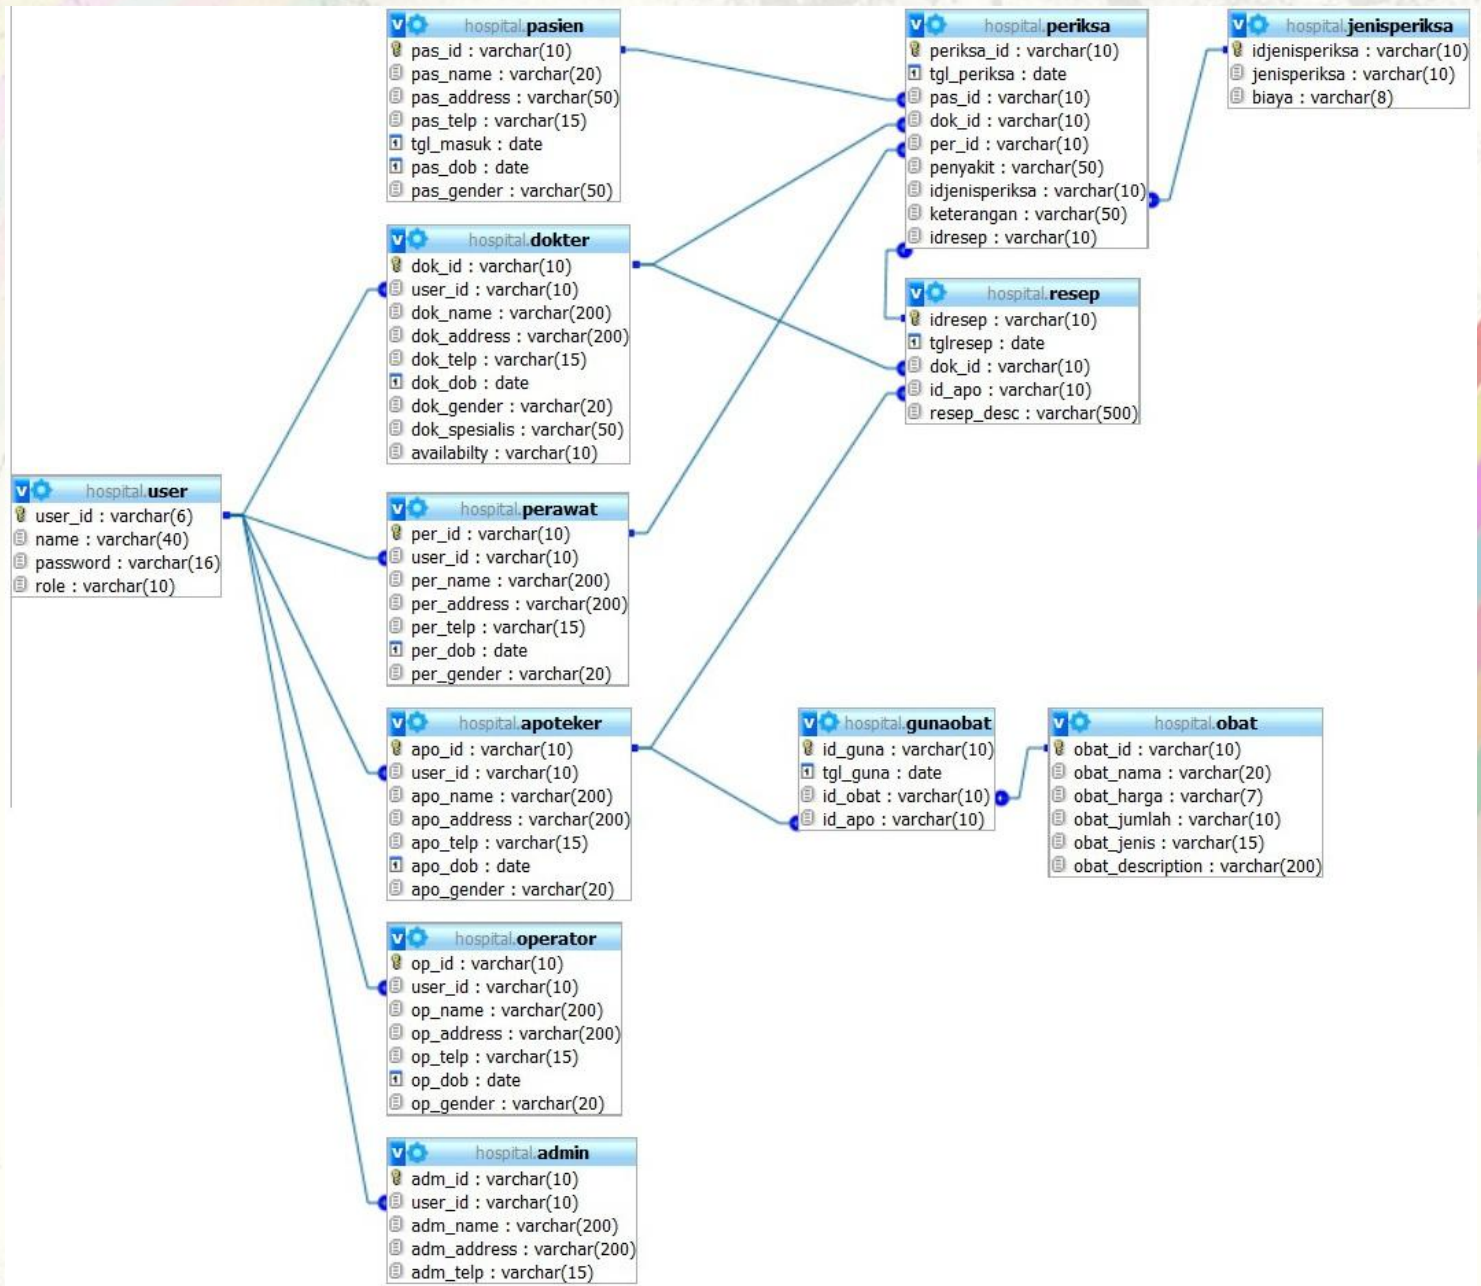 hospital.pasien
pas_id : varchar(10)
pas_name : varchar(20)
pas_address : varchar(50)
pas_telp : varchar(15)
tgl_masuk : date
pas_dob : date
pas_gender : varchar(50)
hospital.periksa
periksa_id : varchar(10)
tgl_periksa : date
pas_id : varchar(10)
dok_id : varchar(10)
per_id : varchar(10)
penyakit : varchar(50)
idjenisperiksa : varchar(10)
keterangan : varchar(50)
idresep : varchar(10)
hospital.jenisperiksa
idjenisperiksa : varchar(10)
jenisperiksa : varchar(10)
biaya : varchar(8)
hospital.dokter
dok_id : varchar(10)
user_id : varchar(10)
dok_name : varchar(200)
dok_address : varchar(200)
dok_telp : varchar(15)
dok_dob : date
dok_gender : varchar(20)
dok_spesialis : varchar(50)
availabilty : varchar(10)
hospital.resep
idresep : varchar(10)
tglresep : date
dok_id : varchar(10)
id_apo : varchar(10)
resep_desc : varchar(500)
hospital.user
user_id : varchar(6)
name : varchar(40)
password : varchar(16)
role : varchar(10)
hospital.perawat
per_id : varchar(10)
user_id : varchar(10)
per_name : varchar(200)
per_address : varchar(200)
per_telp : varchar(15)
per_dob : date
per_gender : varchar(20)
hospital.apoteker
apo_id : varchar(10)
user_id : varchar(10)
apo_name : varchar(200)
apo_address : varchar(200)
apo_telp : varchar(15)
apo_dob : date
apo_gender : varchar(20)
hospital.gunaobat
id_guna : varchar(10)
tgl_guna : date
id_obat : varchar(10)
id_apo : varchar(10)
hospital.obat
obat_id : varchar(10)
obat_nama : varchar(20)
obat_harga : varchar(7)
obat_jumlah : varchar(10)
obat_jenis : varchar(15)
obat_description : varchar(200)
hospital.operator
op_id : varchar(10)
user_id : varchar(10)
op_name : varchar(200)
op_address : varchar(200)
op_telp : varchar(15)
op_dob : date
op_gender : varchar(20)
hospital.admin
adm_id : varchar(10)
user_id : varchar(10)
adm_name : varchar(200)
adm_address : varchar(200)
adm_telp : varchar(15)